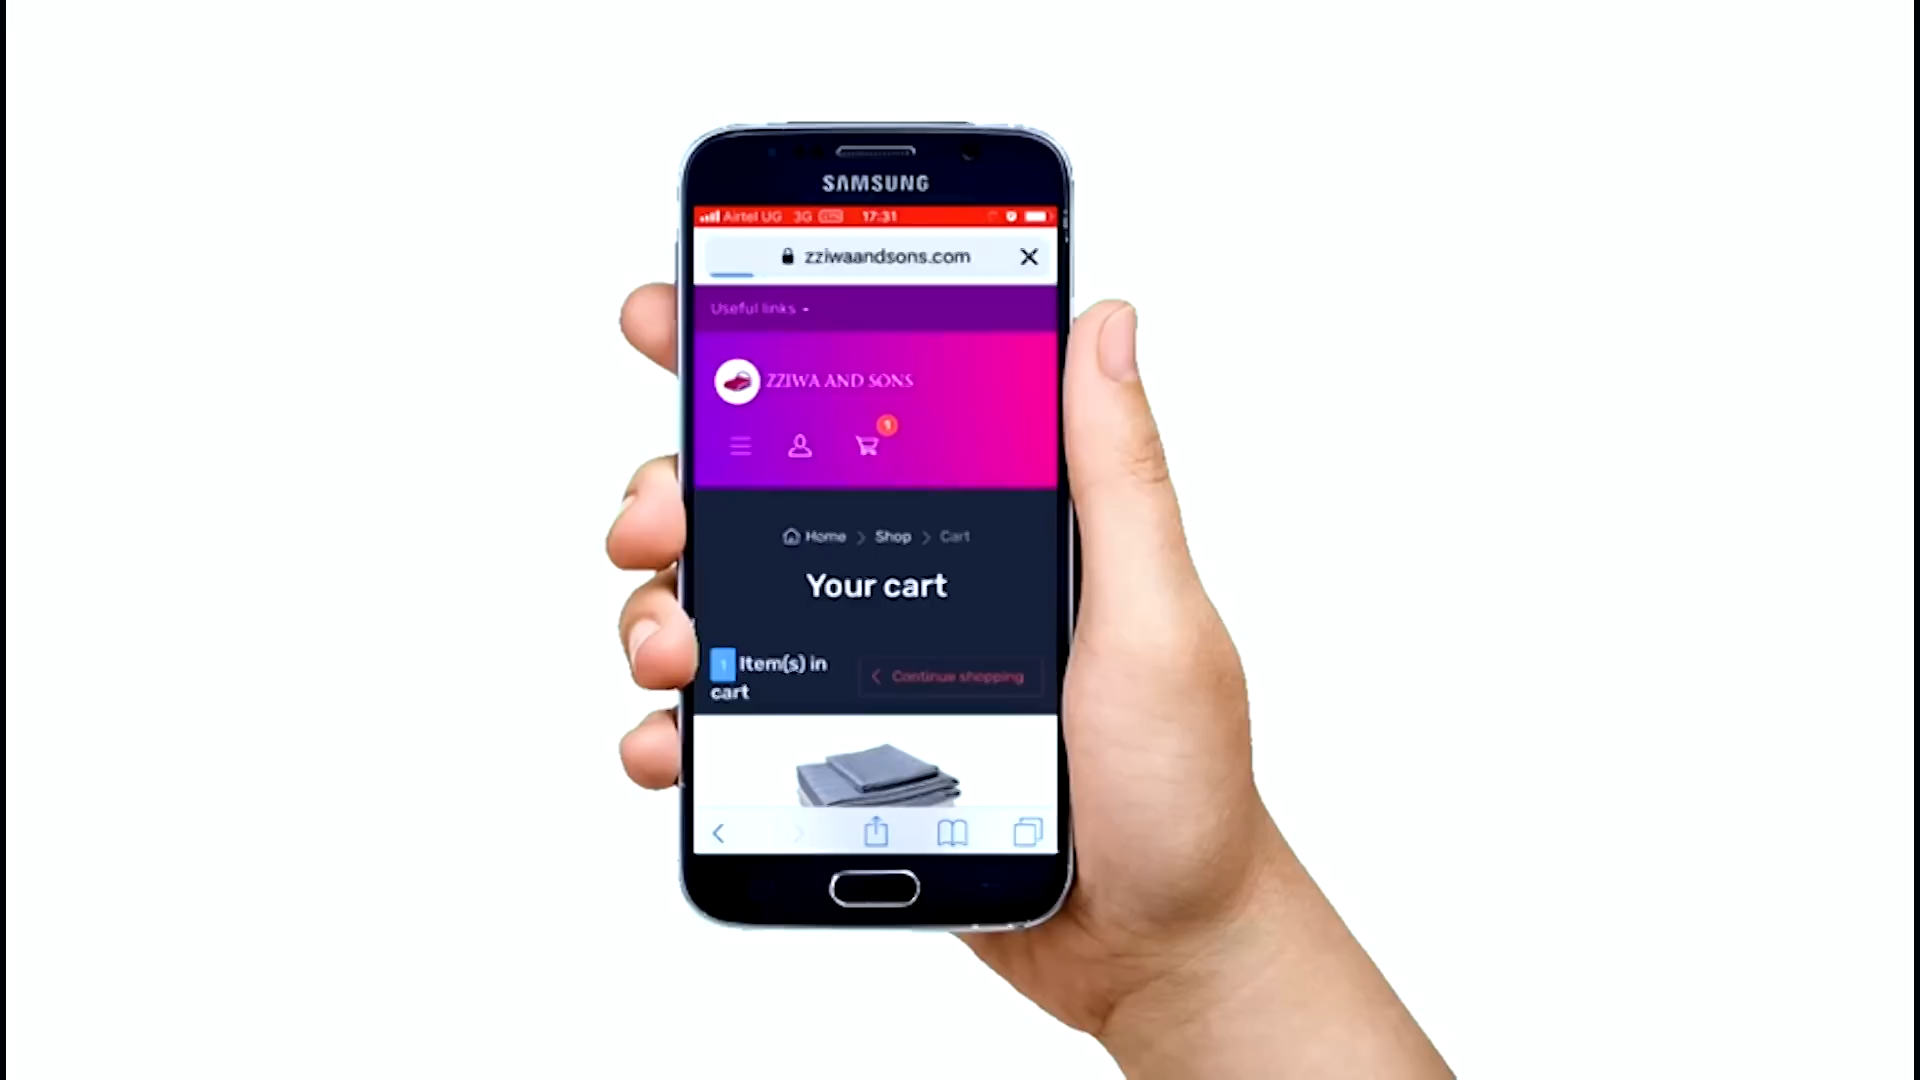 SAMSUNG
Airtel UG 3G 17:31
zziwaandsons.com
Useful links
ZZIWA AND SONS
1
Home > Shop > Cart
Your cart
1 Item(s) in
cart
Continue shopping